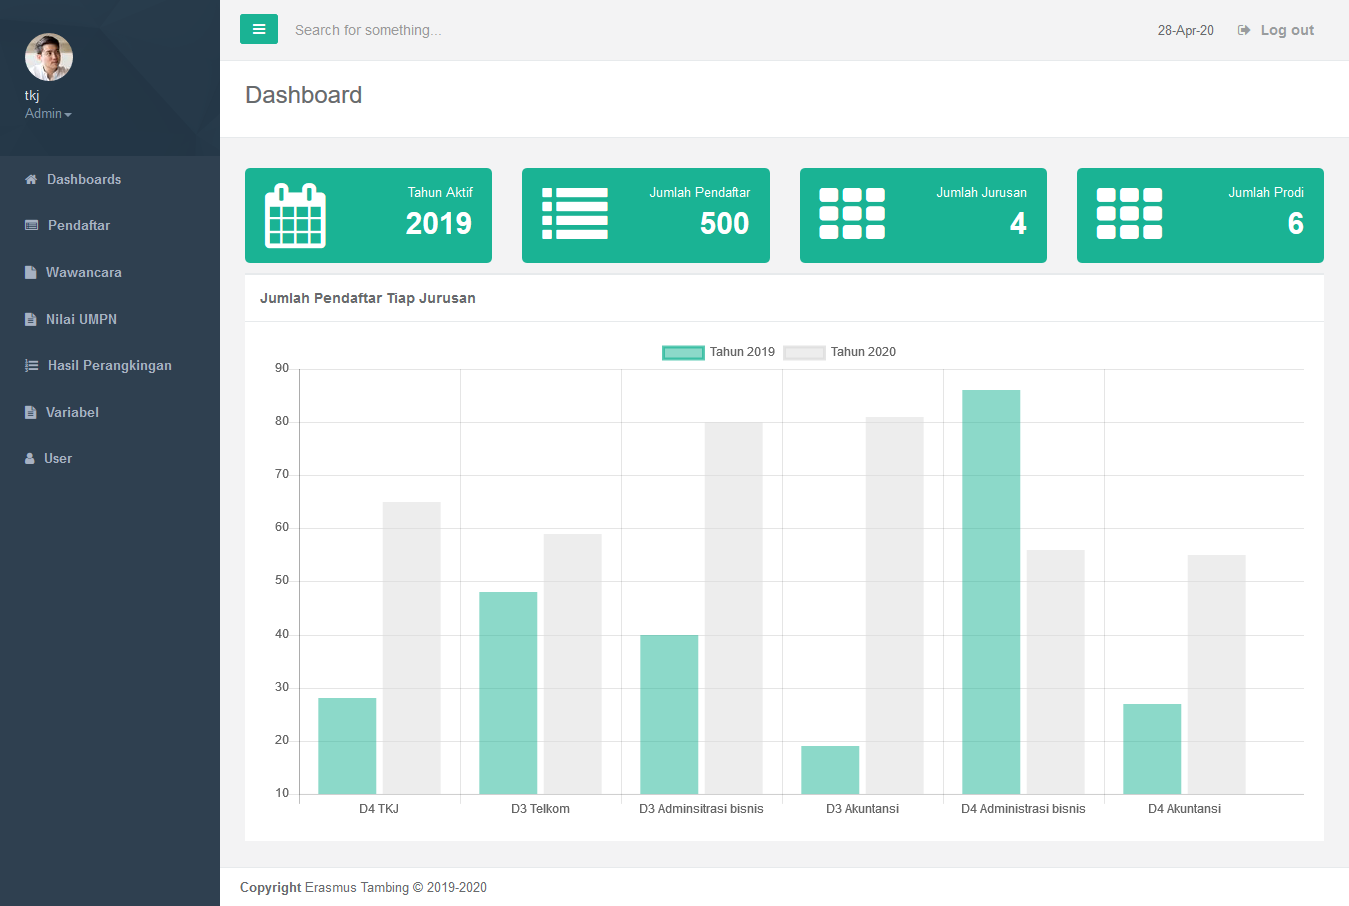 tkj
Admin
Dashboards
Pendaftar
Wawancara
Nilai UMPN
Hasil Perangkingan
Variabel
User
Search for something...
28-Apr-20
Log out
Dashboard
Tahun Aktif
2019
Jumlah Pendaftar
500
Jumlah Jurusan
4
Jumlah Prodi
6
Jumlah Pendaftar Tiap Jurusan
Tahun 2019 Tahun 2020
90
80
70
60
50
40
30
20
10
D4 TKJ D3 Telkom D3 Adminsitrasi bisnis D3 Akuntansi D4 Administrasi bisnis D4 Akuntansi
Copyright Erasmus Tambing © 2019-2020